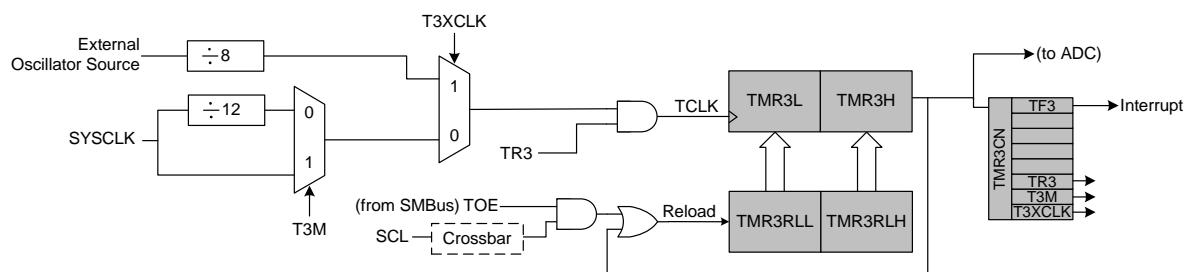 T3XCLK
External
Oscillator Source
÷8
1
0
÷12
0
1
SYSCLK
T3M
TR3
TCLK
TMR3L
TMR3H
(to ADC)
TMR3CN
TF3
TR3
T3M
T3XCLK
Interrupt
(from SMBus) TOE
SCL
Crossbar
Reload
TMR3RLL
TMR3RLH